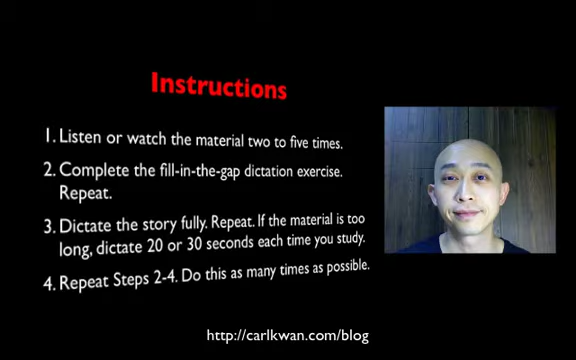 Instructions
1. Listen or watch the material two to five times.
2. Complete the fill-in-the-gap dictation exercise.
Repeat.
3. Dictate the story fully. Repeat. If the material is too
long, dictate 20 or 30 seconds each time you study.
4. Repeat Steps 2-4. Do this as many times as possible.
http://carlkwan.com/blog